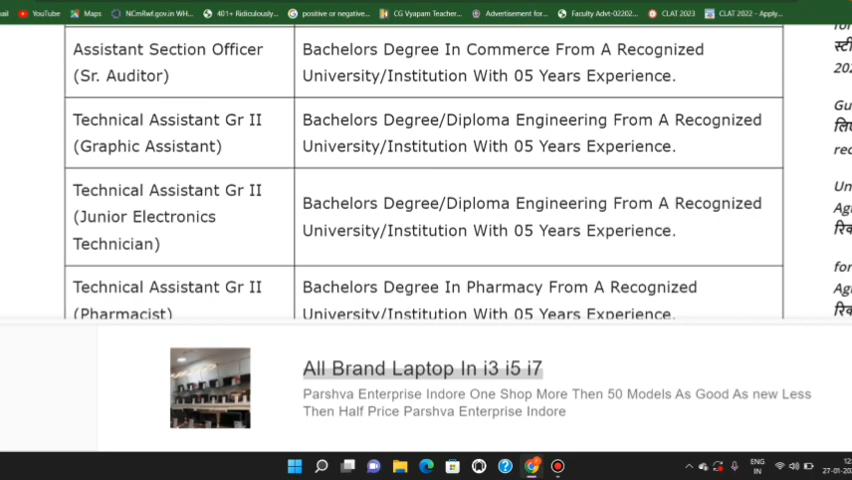 YouTube Maps NCmRwf.gov.in WH... 401+ Ridiculously... positive or negative... CG Vyapam Teacher... Advertisement for... Faculty Advt-02202... CLAT 2023 CLAT 2022 - Apply...
Assistant Section Officer
(Sr. Auditor)
Bachelors Degree In Commerce From A Recognized
University/Institution With 05 Years Experience.
Technical Assistant Gr II
(Graphic Assistant)
Bachelors Degree/Diploma Engineering From A Recognized
University/Institution With 05 Years Experience.
Technical Assistant Gr II
(Junior Electronics
Technician)
Bachelors Degree/Diploma Engineering From A Recognized
University/Institution With 05 Years Experience.
Technical Assistant Gr II
(Pharmacist)
Bachelors Degree In Pharmacy From A Recognized
University/Institution With 05 Years Experience.
for
All Brand Laptop In i3 i5 i7
Parshva Enterprise Indore One Shop More Then 50 Models As Good As new Less
Then Half Price Parshva Enterprise Indore
ENG
IN